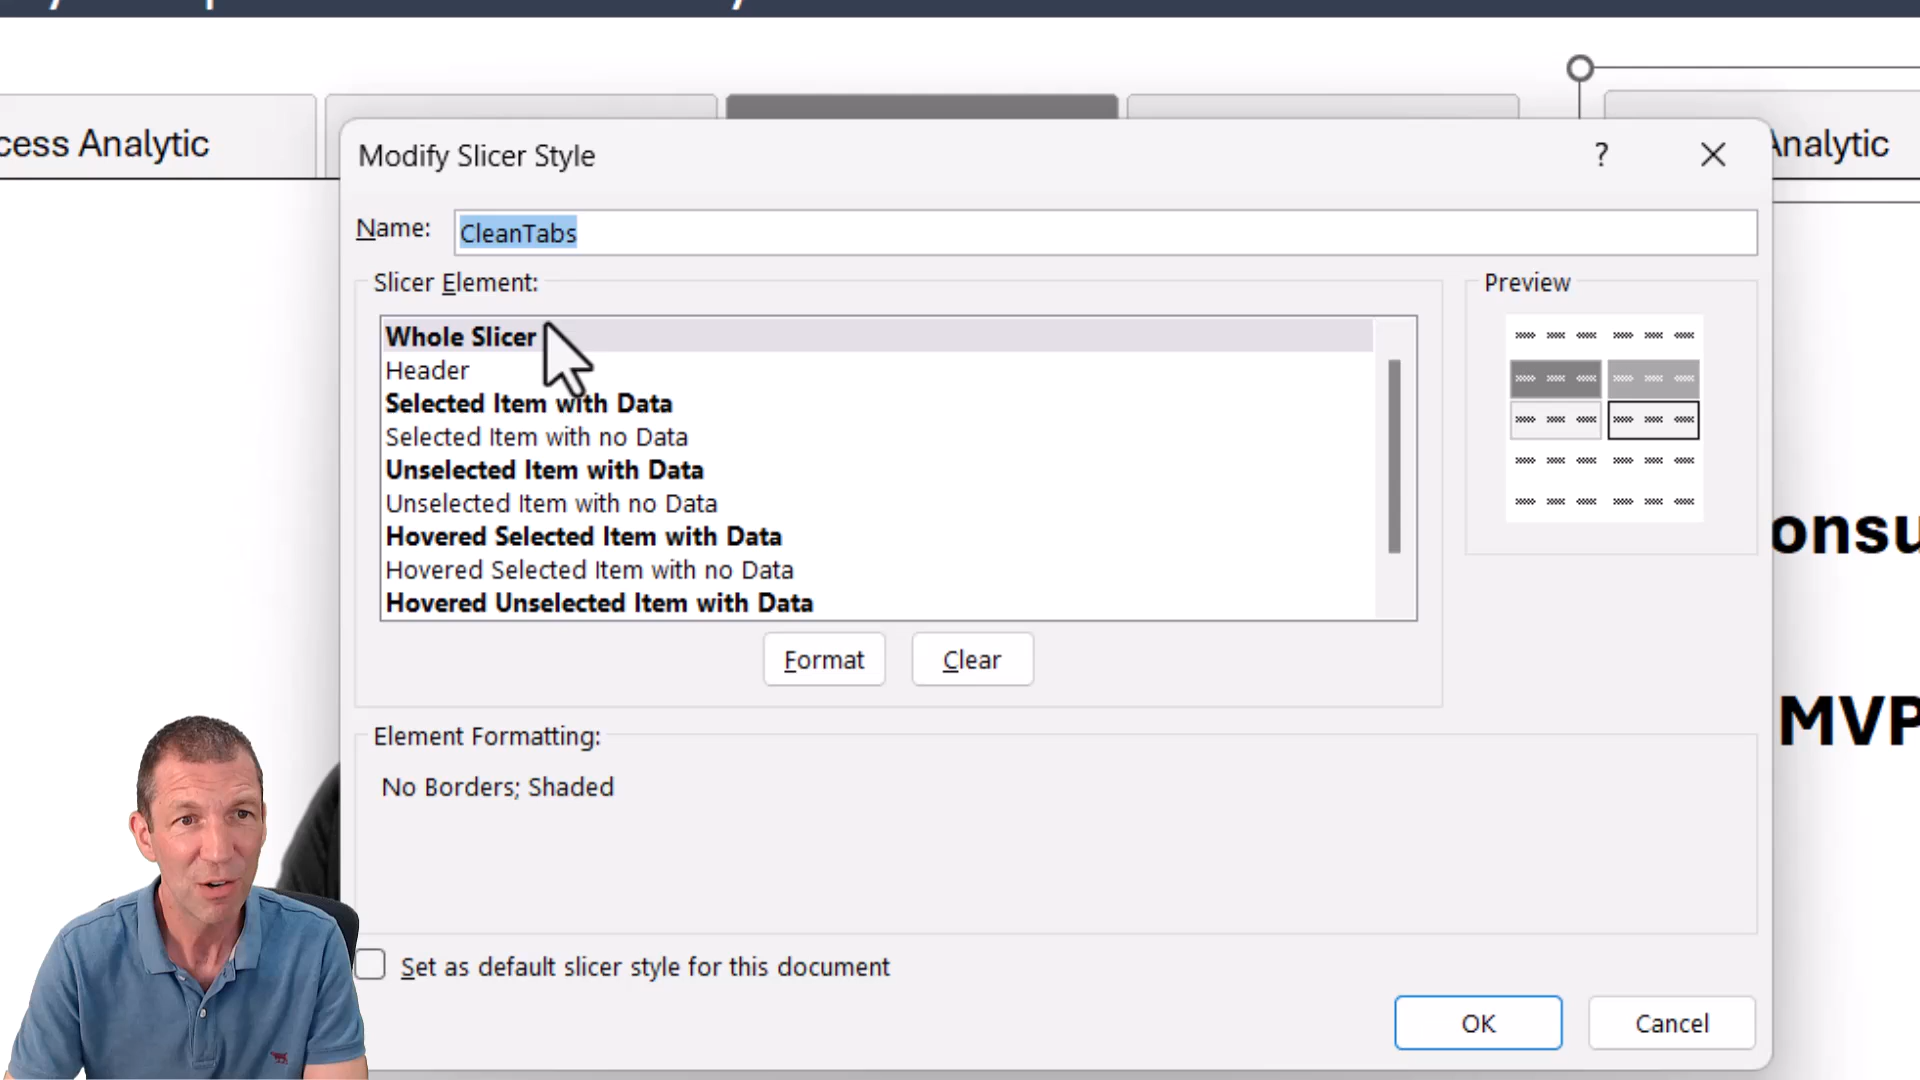 cess Analytic
Analytic
Modify Slicer Style
?
Name:
CleanTabs
Slicer Element:
Whole Slicer
Header
Selected Item with Data
Selected Item with no Data
Unselected Item with Data
Unselected Item with no Data
Hovered Selected Item with Data
Hovered Selected Item with no Data
Hovered Unselected Item with Data
Preview
Format
Clear
onsu
MVP
Element Formatting:
No Borders; Shaded
Set as default slicer style for this document
OK
Cancel